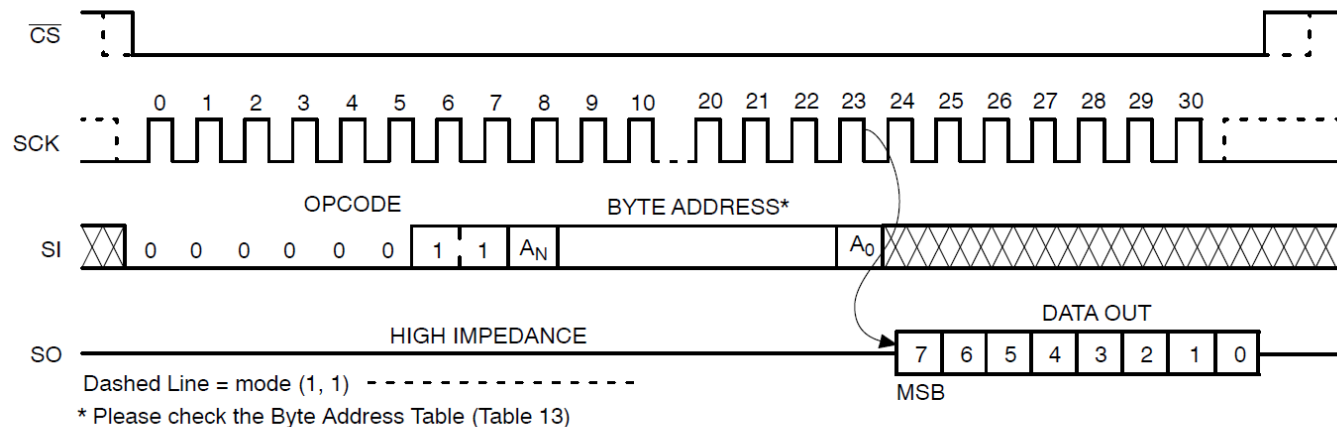 CS
0 1 2 3 4 5 6 7 8 9 10 20 21 22 23 24 25 26 27 28 29 30
SCK
OPCODE BYTE ADDRESS*
SI 0 0 0 0 0 0 1 1 AN A0
HIGH IMPEDANCE DATA OUT
SO 7 6 5 4 3 2 1 0
Dashed Line = mode (1, 1) MSB
* Please check the Byte Address Table (Table 13)